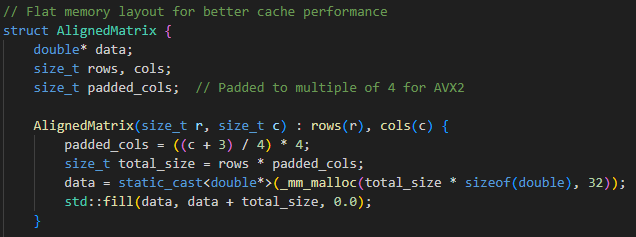 // Flat memory layout for better cache performance
struct AlignedMatrix {
    double* data;
    size_t rows, cols;
    size_t padded_cols;  // Padded to multiple of 4 for AVX2

    AlignedMatrix(size_t r, size_t c) : rows(r), cols(c) {
        padded_cols = ((c + 3) / 4) * 4;
        size_t total_size = rows * padded_cols;
        data = static_cast<double*>(_mm_malloc(total_size * sizeof(double), 32));
        std::fill(data, data + total_size, 0.0);
    }